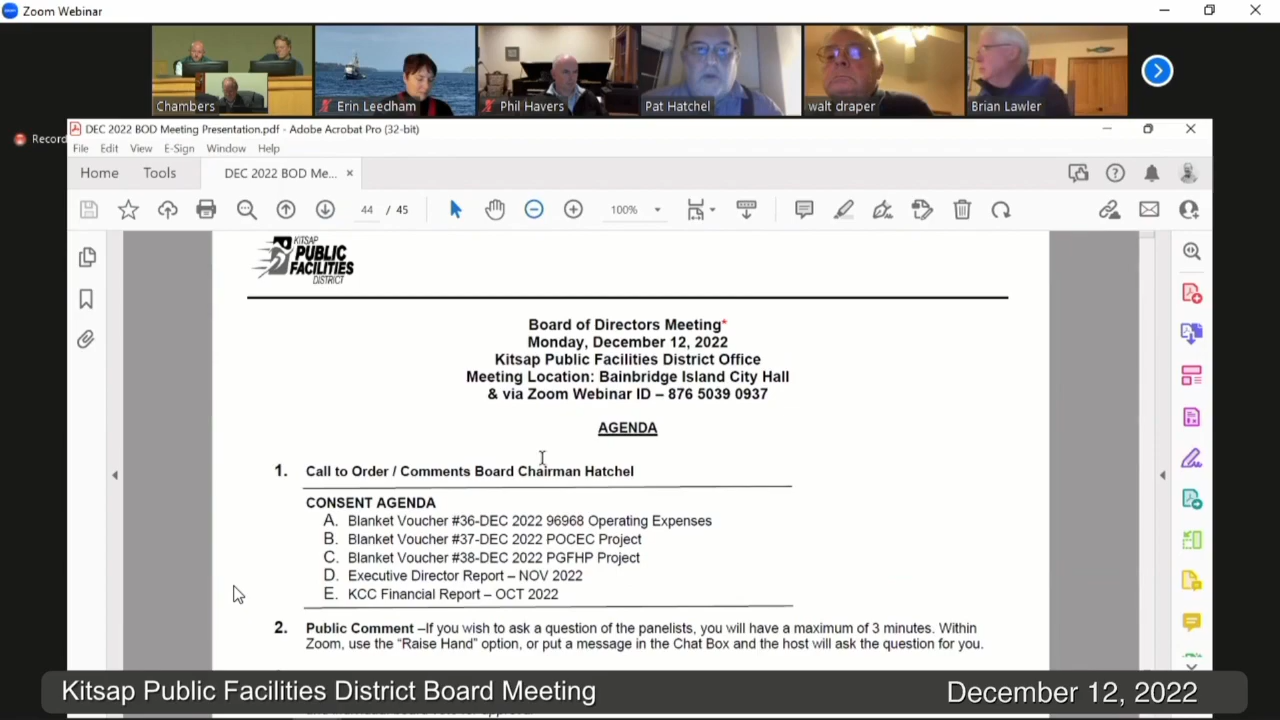 Zoom Webinar
Chambers
Erin Leedham
Phil Havers
Pat Hatchel
walt draper
Brian Lawler
Record
DEC 2022 BOD Meeting Presentation.pdf - Adobe Acrobat Pro (32-bit)
File Edit View E-Sign Window Help
Home Tools DEC 2022 BOD Me... ×
44 / 45 100%
KITSAP
PUBLIC
FACILITIES
DISTRICT
Board of Directors Meeting*
Monday, December 12, 2022
Kitsap Public Facilities District Office
Meeting Location: Bainbridge Island City Hall
& via Zoom Webinar ID – 876 5039 0937
AGENDA
1. Call to Order / Comments Board Chairman Hatchel
CONSENT AGENDA
A. Blanket Voucher #36-DEC 2022 96968 Operating Expenses
B. Blanket Voucher #37-DEC 2022 POCEC Project
C. Blanket Voucher #38-DEC 2022 PGFHP Project
D. Executive Director Report – NOV 2022
E. KCC Financial Report – OCT 2022
2. Public Comment –If you wish to ask a question of the panelists, you will have a maximum of 3 minutes. Within
Zoom, use the "Raise Hand" option, or put a message in the Chat Box and the host will ask the question for you.
Kitsap Public Facilities District Board Meeting
December 12, 2022